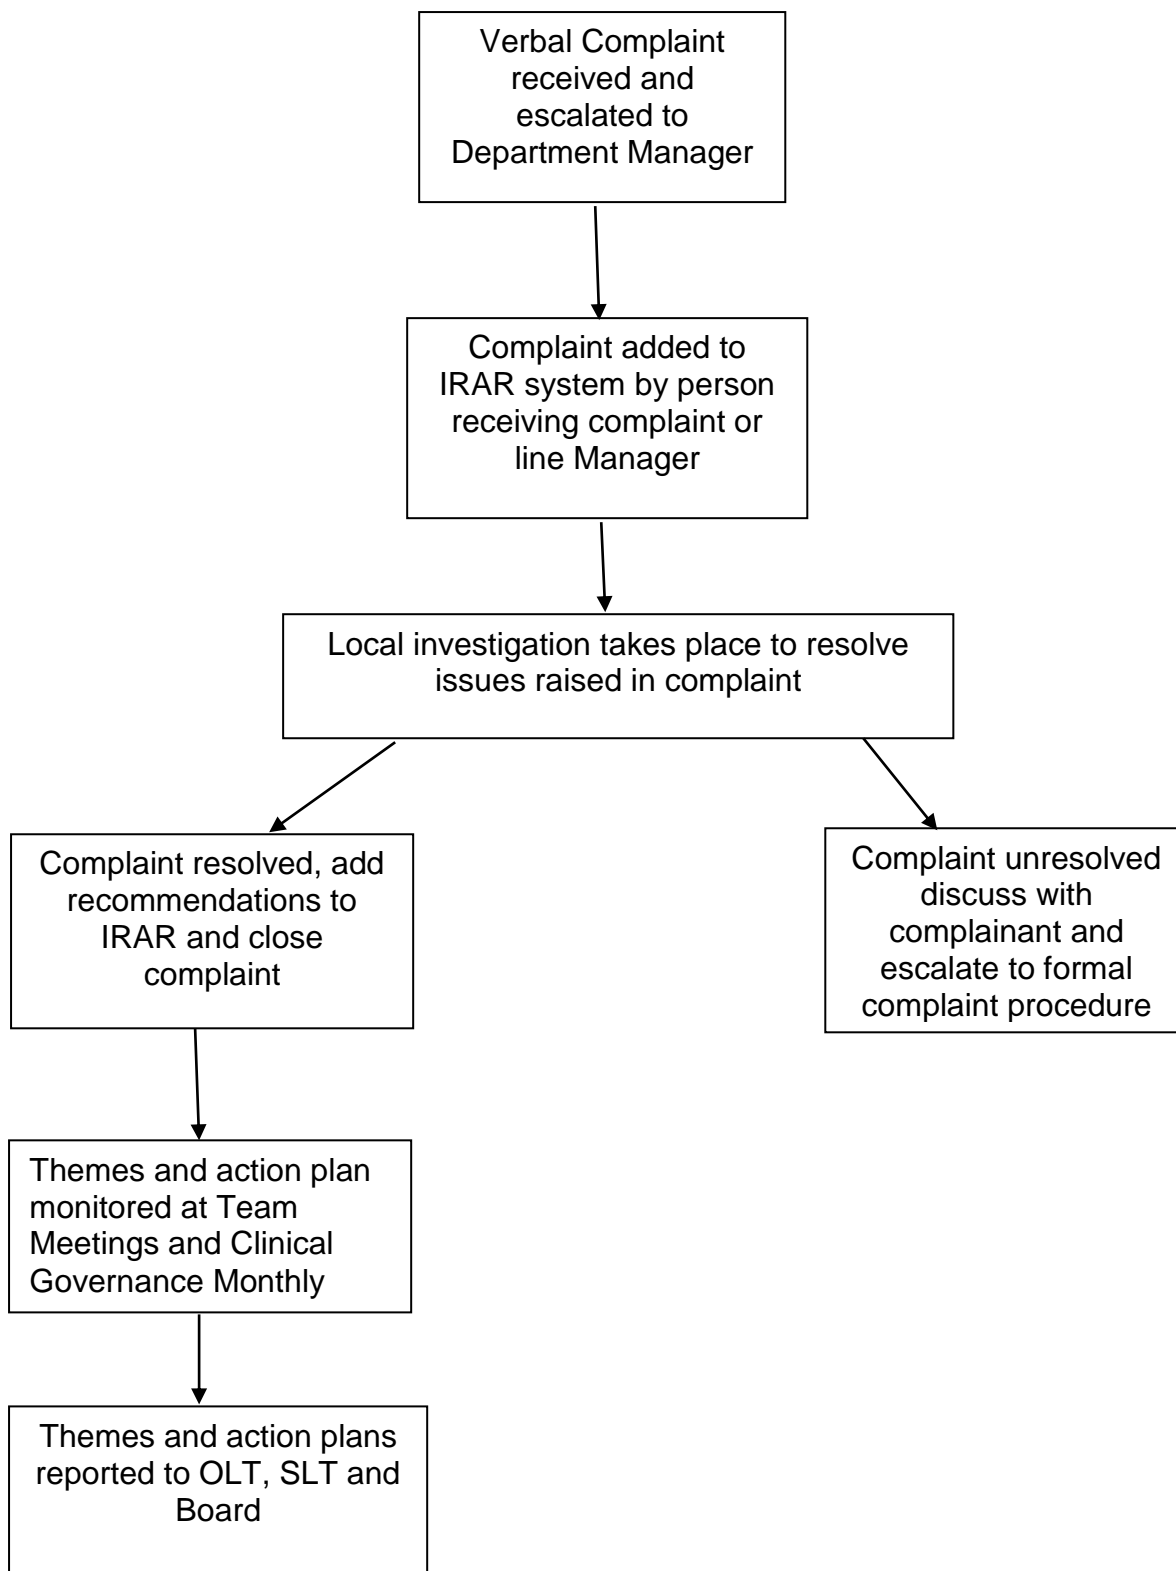 Verbal Complaint
received and
escalated to
Department Manager
Complaint added to
IRAR system by person
receiving complaint or
line Manager
Local investigation takes place to resolve
issues raised in complaint
Complaint resolved, add
recommendations to
IRAR and close
complaint
Complaint unresolved
discuss with
complainant and
escalate to formal
complaint procedure
Themes and action plan
monitored at Team
Meetings and Clinical
Governance Monthly
Themes and action plans
reported to OLT, SLT and
Board